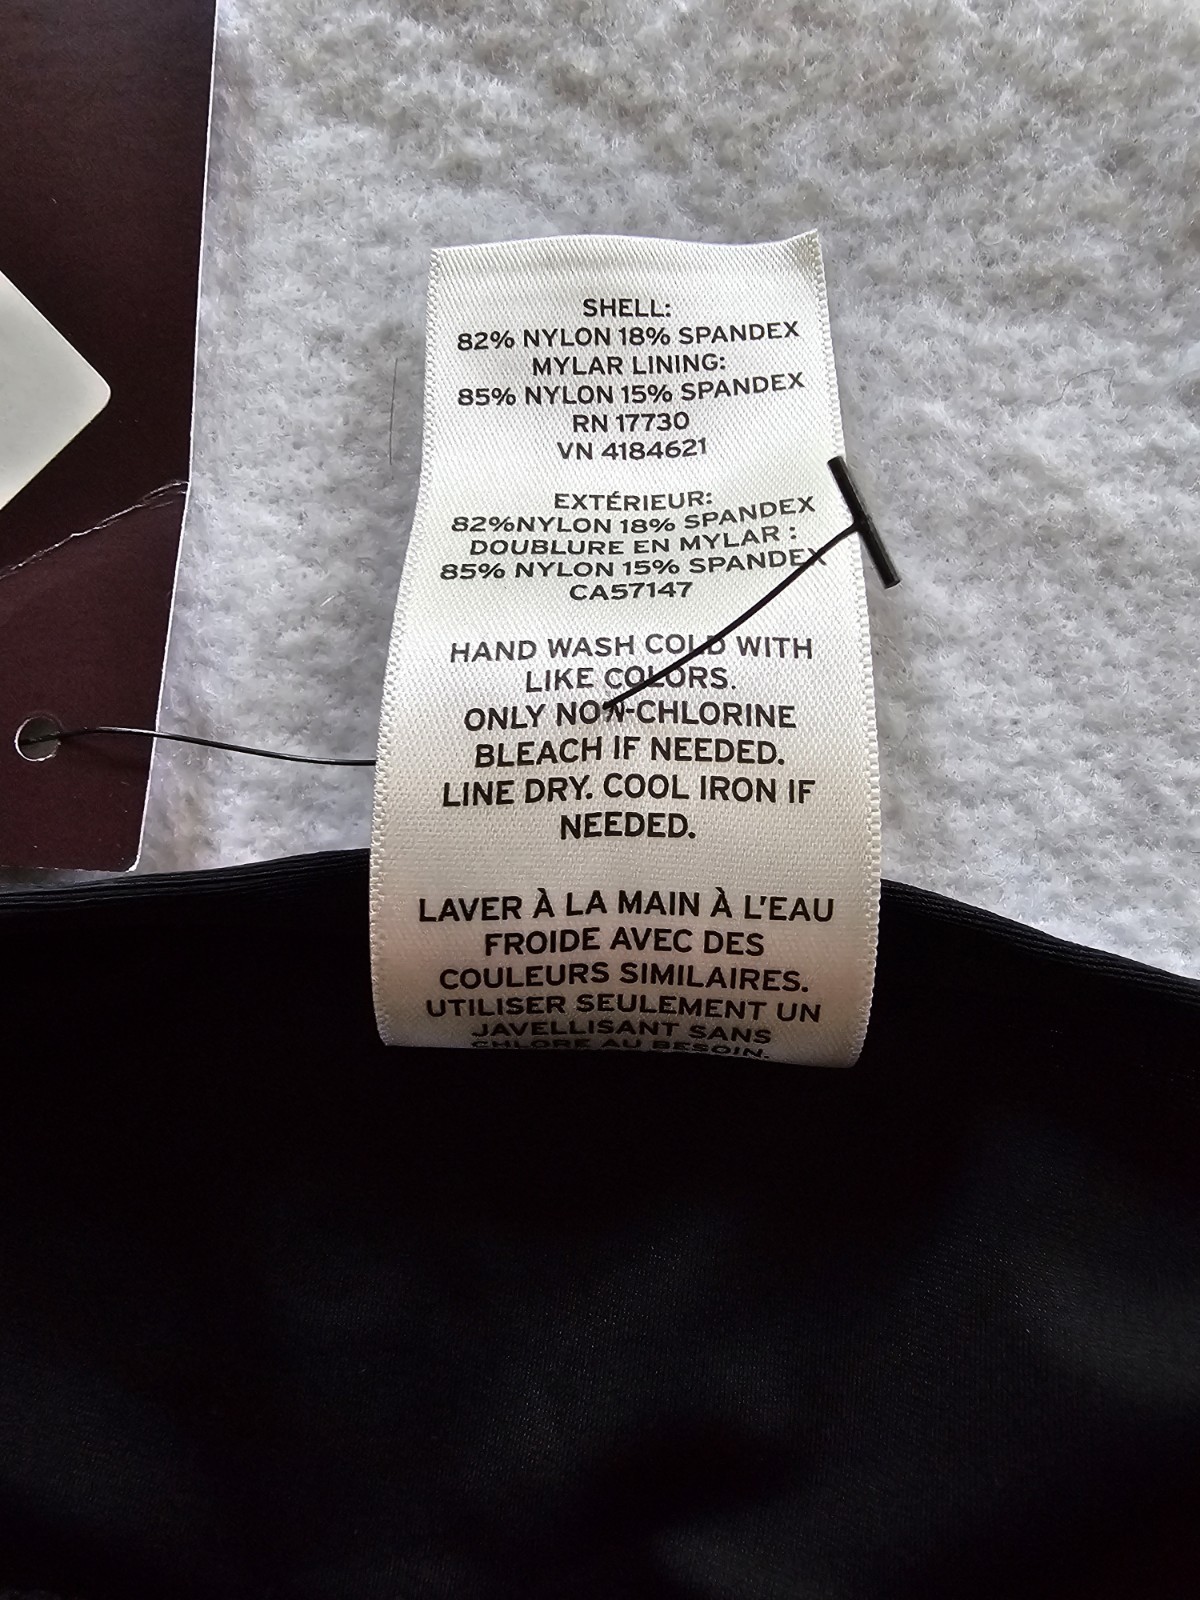 SHELL:
82% NYLON 18% SPANDEX
MYLAR LINING:
85% NYLON 15% SPANDEX
RN 17730
VN 4184621
EXTÉRIEUR:
82%NYLON 18% SPANDEX
DOUBLURE EN MYLAR :
85% NYLON 15% SPANDEX
CA57147
HAND WASH COLD WITH
LIKE COLORS.
ONLY NON-CHLORINE
BLEACH IF NEEDED.
LINE DRY. COOL IRON IF
NEEDED.
LAVER À LA MAIN À L'EAU
FROIDE AVEC DES
COULEURS SIMILAIRES.
UTILISER SEULEMENT UN
JAVELLISANT SANS
CHLORE AU BESOIN.